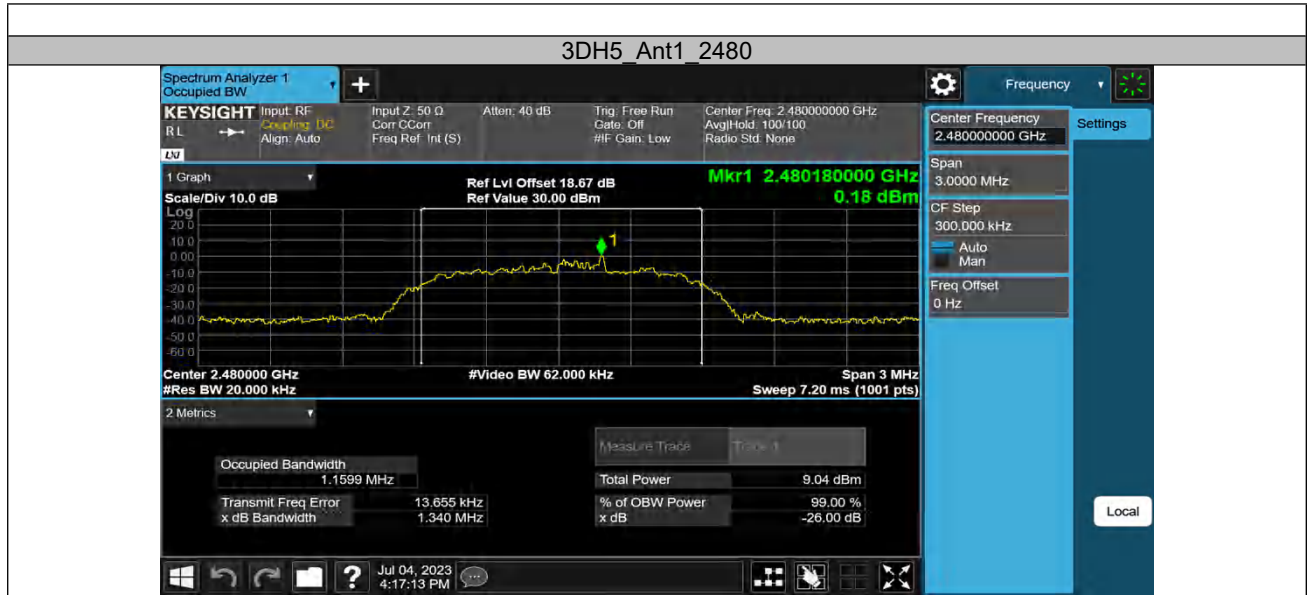 3DH5_Ant1_2480
Spectrum Analyzer 1
Occupied BW
Frequency
KEYSIGHT Input: RF Input Z: 50 Ω Atten: 40 dB Trig: Free Run Center Freq: 2.480000000 GHz
R L Coupling: DC Corr CCorr Gate: Off Avg|Hold: 100/100
Align: Auto Freq Ref: Int (S) #IF Gain: Low Radio Std: None
LXI
Center Frequency
2.480000000 GHz
Settings
Span
3.0000 MHz
CF Step
300.000 kHz
Auto
Man
Freq Offset
0 Hz
Local
1 Graph Ref Lvl Offset 18.67 dB Mkr1 2.480180000 GHz
Scale/Div 10.0 dB Ref Value 30.00 dBm 0.18 dBm
Log
20.0
10.0
0.00
-10.0
-20.0
-30.0
-40.0
-50.0
-60.0
1
Center 2.480000 GHz #Video BW 62.000 kHz Span 3 MHz
#Res BW 20.000 kHz Sweep 7.20 ms (1001 pts)
2 Metrics
Measure Trace Trace 1
Occupied Bandwidth
1.1599 MHz Total Power 9.04 dBm
Transmit Freq Error 13.655 kHz % of OBW Power 99.00 %
x dB Bandwidth 1.340 MHz x dB -26.00 dB
? Jul 04, 2023
4:17:13 PM